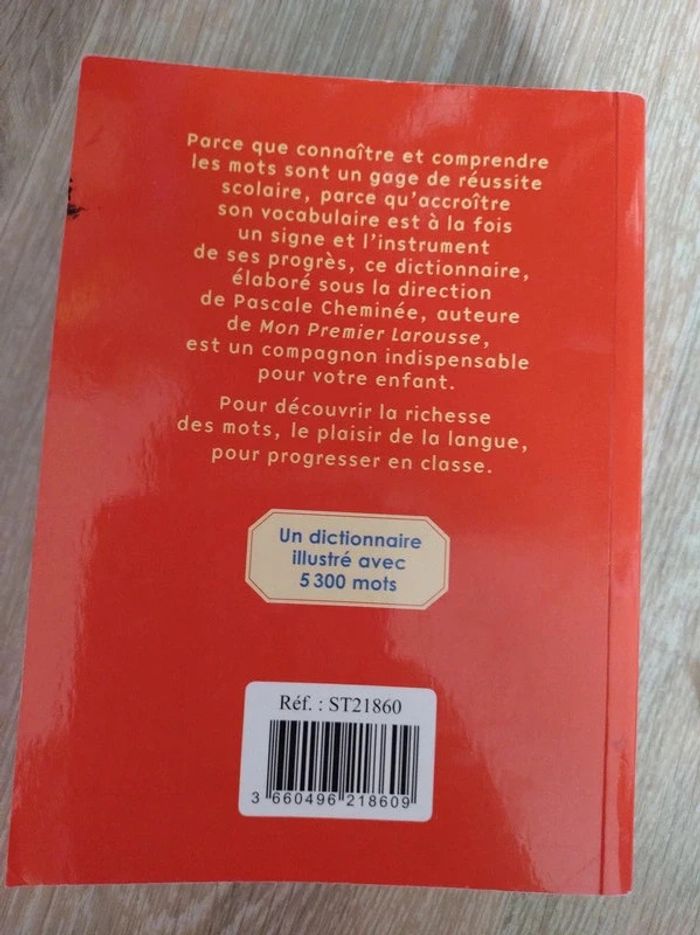 Parce que connaître et comprendre
les mots sont un gage de réussite
scolaire, parce qu'accroître
son vocabulaire est à la fois
un signe et l'instrument
de ses progrès, ce dictionnaire,
élaboré sous la direction
de Pascale Cheminée, auteure
de Mon Premier Larousse,
est un compagnon indispensable
pour votre enfant.
Pour découvrir la richesse
des mots, le plaisir de la langue,
pour progresser en classe.
Un dictionnaire
illustré avec
5 300 mots
Réf. : ST21860
3 660496 218609